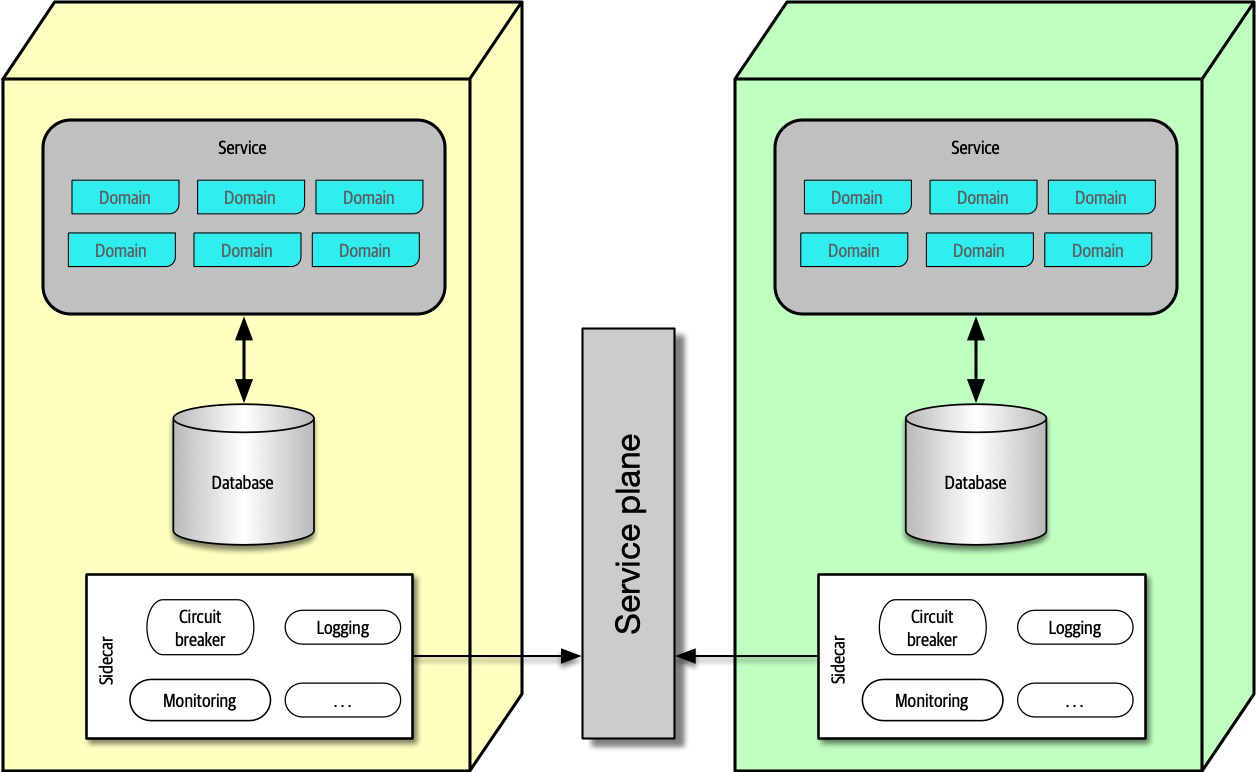 Service
Domain
Domain
Domain
Domain
Domain
Domain
Database
Sidecar
Circuit
breaker
Logging
Monitoring
...
Service plane
Service
Domain
Domain
Domain
Domain
Domain
Domain
Database
Sidecar
Circuit
breaker
Logging
Monitoring
...